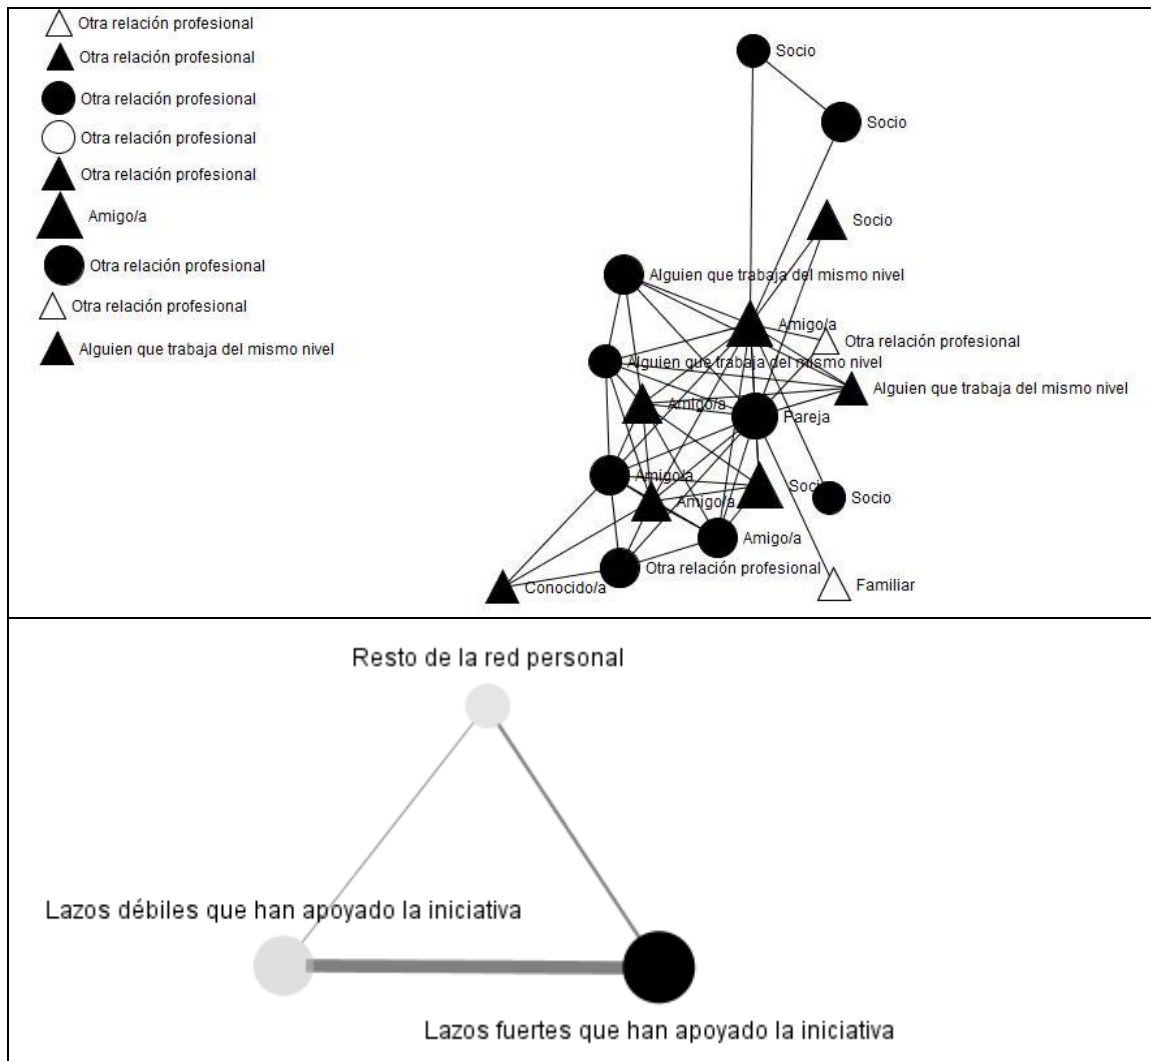 Otra relación profesional
Otra relación profesional
Otra relación profesional
Otra relación profesional
Otra relación profesional
Amigo/a
Otra relación profesional
Otra relación profesional
Alguien que trabaja del mismo nivel
Socio
Socio
Socio
Alguien que trabaja del mismo nivel
Amigo/a
Otra relación profesional
Alguien que trabaja del mismo nivel
Alguien que trabaja del mismo nivel
Amigo/a
Pareja
Amigo/a
Socio
Socio
Amigo/a
Amigo/a
Otra relación profesional
Familiar
Conocido/a
Resto de la red personal
Lazos débiles que han apoyado la iniciativa
Lazos fuertes que han apoyado la iniciativa